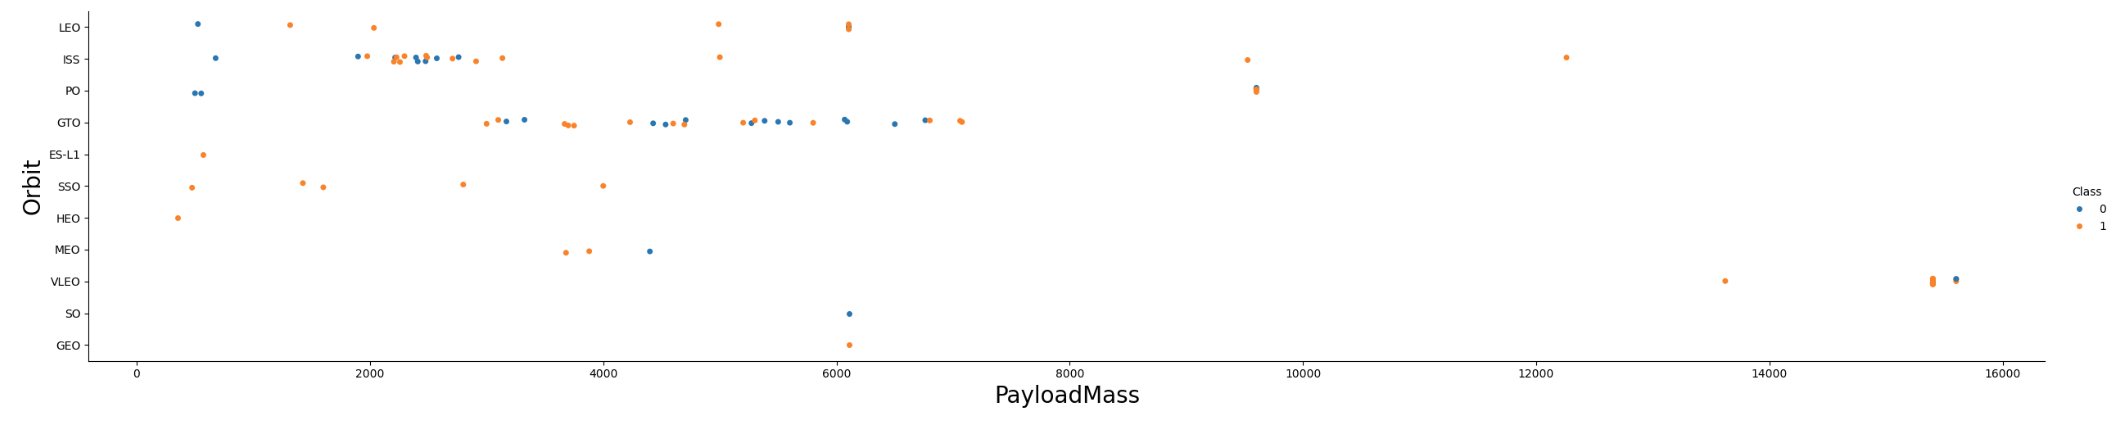 LEO
ISS
PO
GTO
ES-L1
SSO
HEO
MEO
VLEO
SO
GEO
Orbit
0 2000 4000 6000 8000 10000 12000 14000 16000
PayloadMass
Class
0
1